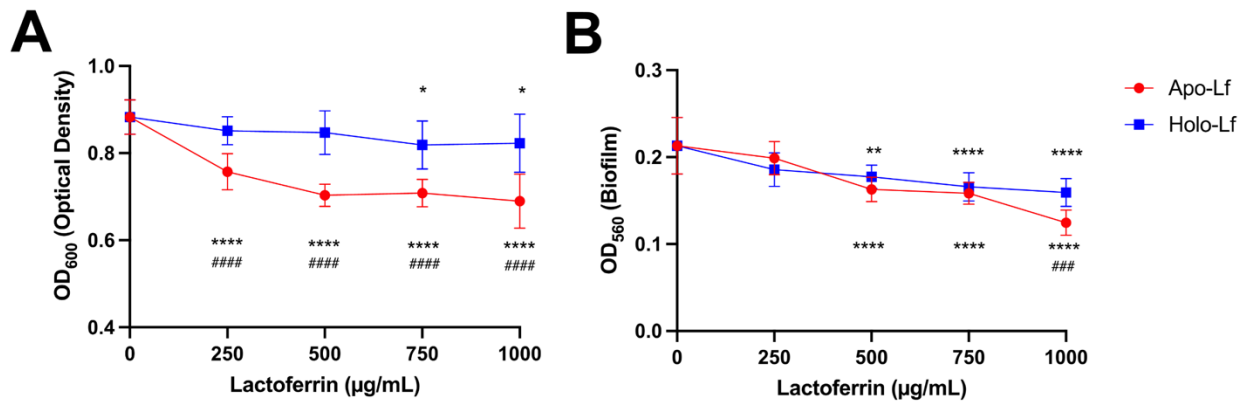 A
OD600 (Optical Density)
1.0
0.8
0.6
0.4
* *
**** **** **** ****
#### #### #### ####
0 250 500 750 1000
Lactoferrin (µg/mL)
B
OD560 (Biofilm)
0.3
0.2
0.1
0.0
** **** ****
**** **** ****
###
0 250 500 750 1000
Lactoferrin (µg/mL)
Apo-Lf
Holo-Lf